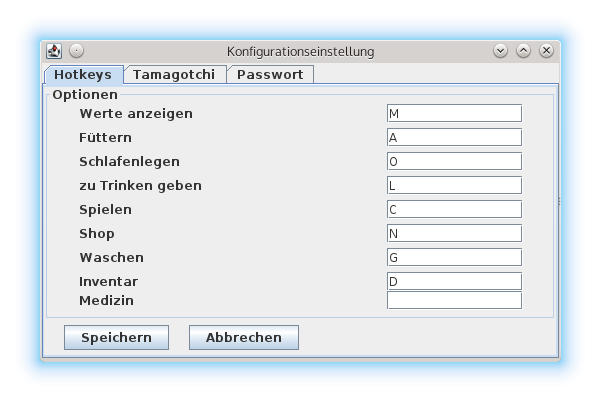 Konfigurationseinstellung
Hotkeys Tamagotchi Passwort
Optionen
Werte anzeigen M
Füttern A
Schlafenlegen O
zu Trinken geben L
Spielen C
Shop N
Waschen G
Inventar D
Medizin
Speichern Abbrechen